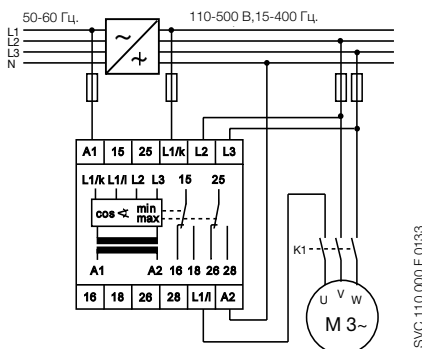 50-60 Гц. 110-500 В,15-400 Гц.
L1
L2
L3
N
~
A1 15 25 L1/k L2 L3
L1/k L1/l L2 L3 15 25
cos ∢ min
max
A1 A2 16 18 26 28
16 18 26 28 L1/l A2
K1
U V W
M 3~
SVC 110 000 F 0133